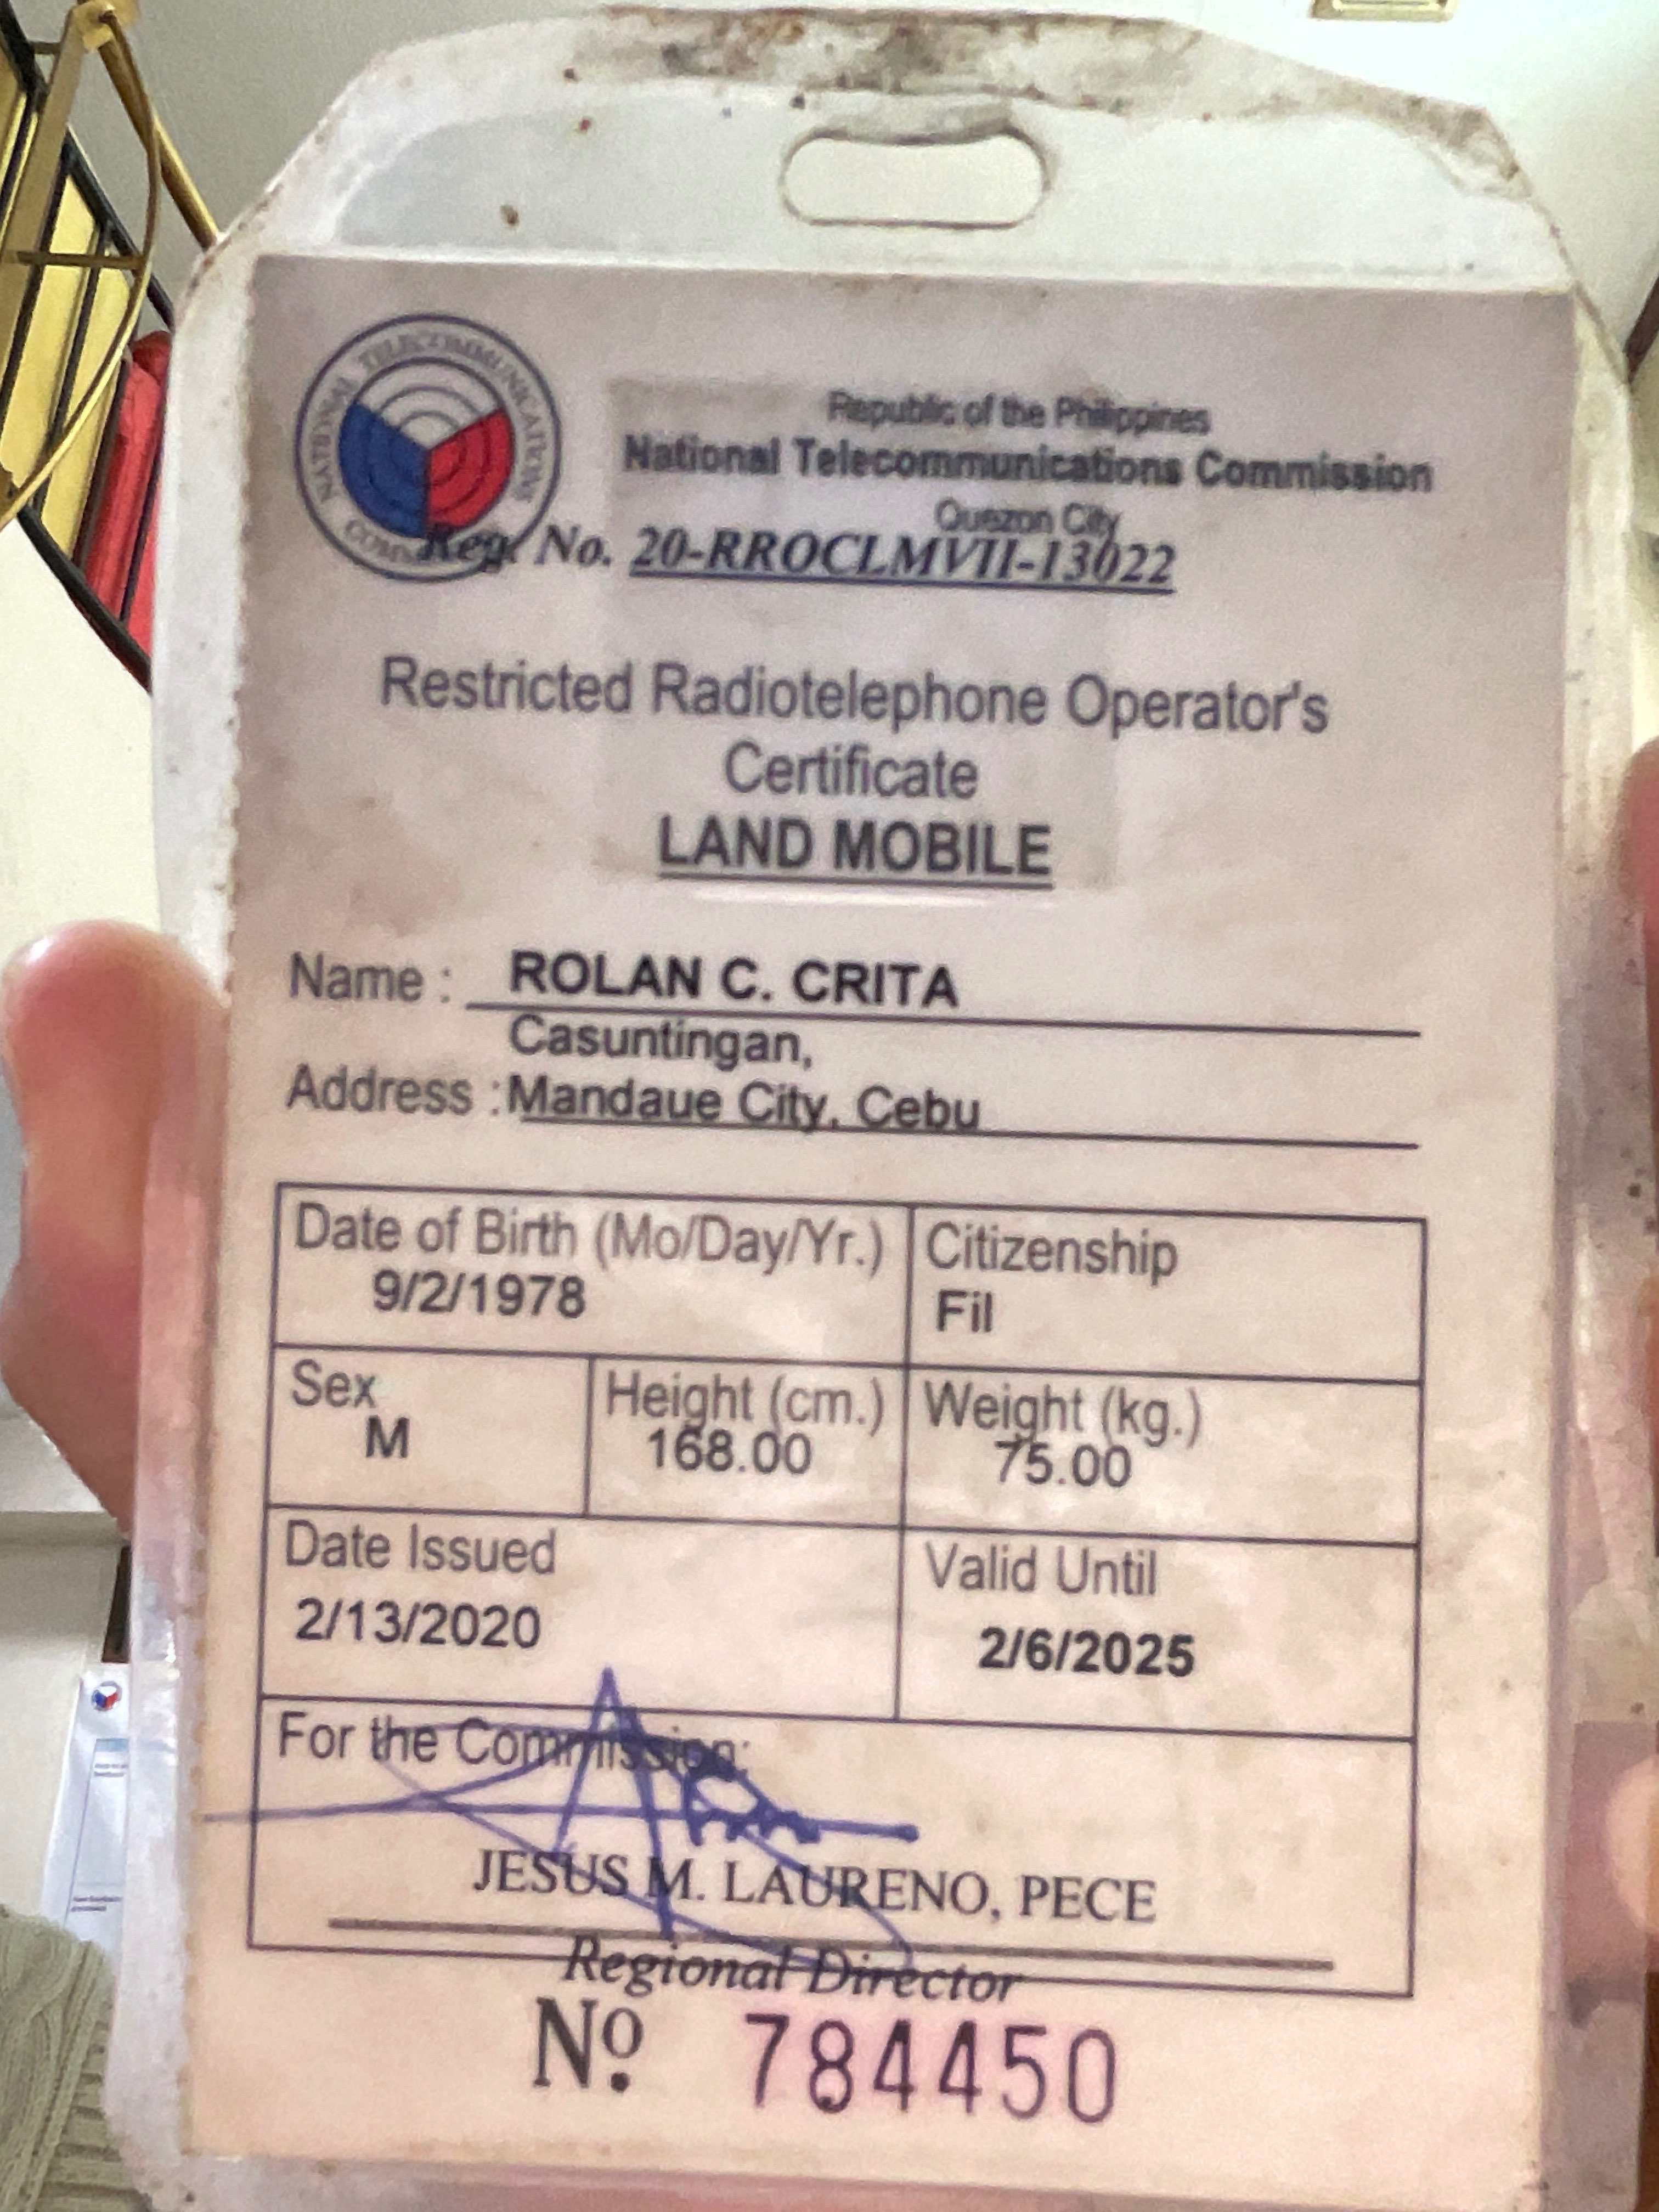 NATIONAL TELECOMMUNICATIONS
Republic of the Philippines
National Telecommunications Commission
Quezon City
Reg. No. 20-RROCLMVII-13022
Restricted Radiotelephone Operator's
Certificate
LAND MOBILE
Name : ROLAN C. CRITA
Casuntingan,
Address : Mandaue City, Cebu
Date of Birth (Mo/Day/Yr.)
9/2/1978
Citizenship
Fil
Sex
M
Height (cm.)
168.00
Weight (kg.)
75.00
Date Issued
2/13/2020
Valid Until
2/6/2025
For the Commission:
JESUS M. LAURENO, PECE
Regional Director
Nº. 784450